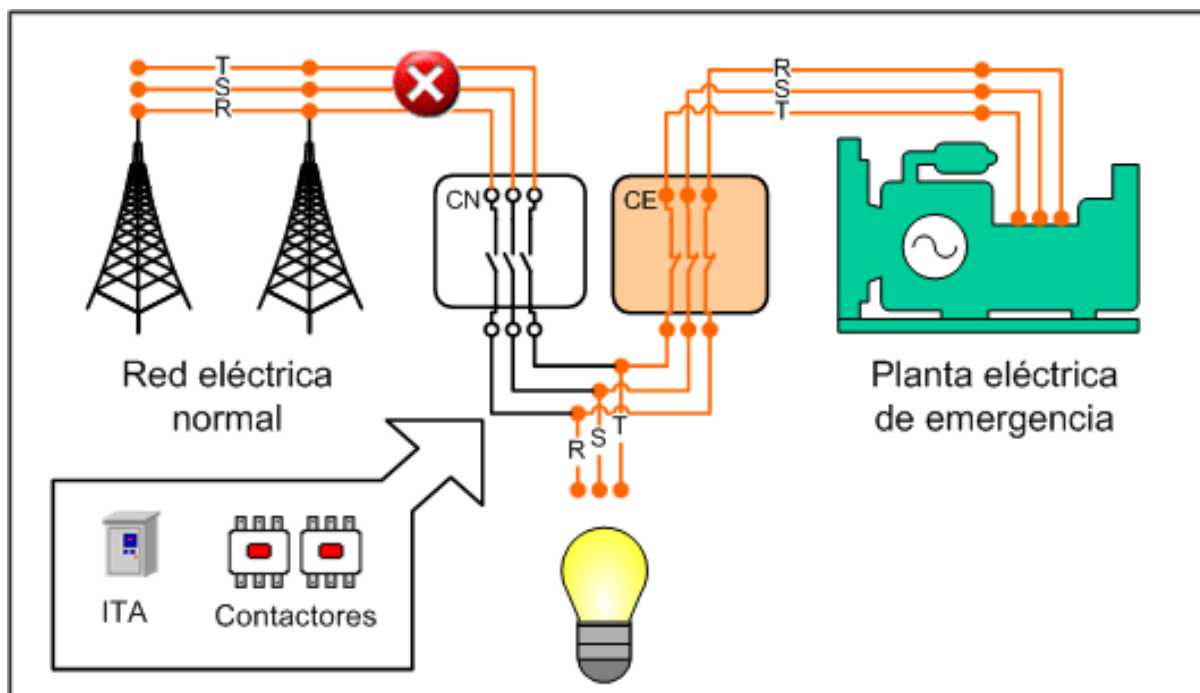 T
S
R
R
S
T
CN
CE
Red eléctrica
normal
Planta eléctrica
de emergencia
R
S
T
ITA
Contactores